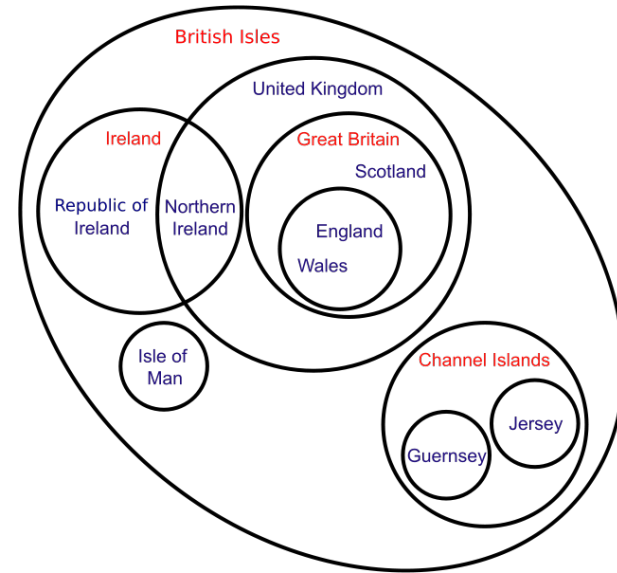 British Isles
United Kingdom
Ireland
Great Britain
Scotland
Republic of
Ireland
Northern
Ireland
England
Wales
Isle of
Man
Channel Islands
Jersey
Guernsey